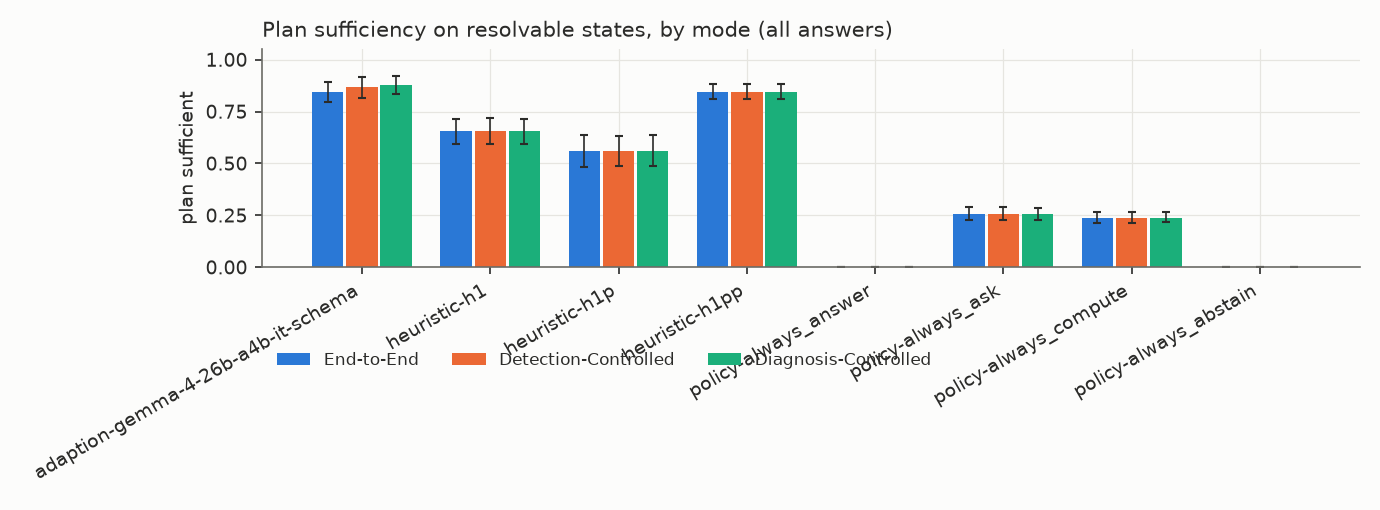 Plan sufficiency on resolvable states, by mode (all answers)
plan sufficient
1.00
0.75
0.50
0.25
0.00
adaption-gemma-4-26b-a4b-it-schema
heuristic-h1
heuristic-h1p
heuristic-h1pp
policy-always_answer
policy-always_ask
policy-always_compute
policy-always_abstain
End-to-End
Detection-Controlled
Diagnosis-Controlled